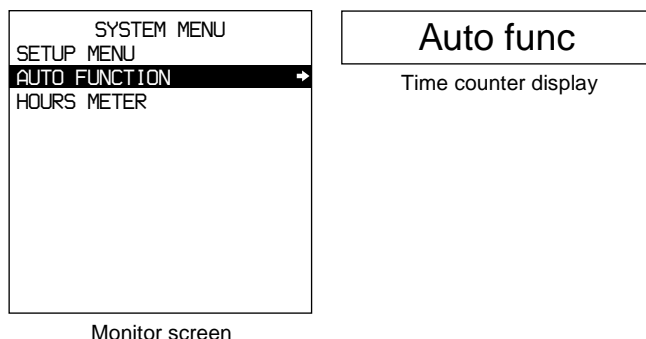 SYSTEM MENU
SETUP MENU
AUTO FUNCTION
HOURS METER
Monitor screen
Auto func
Time counter display